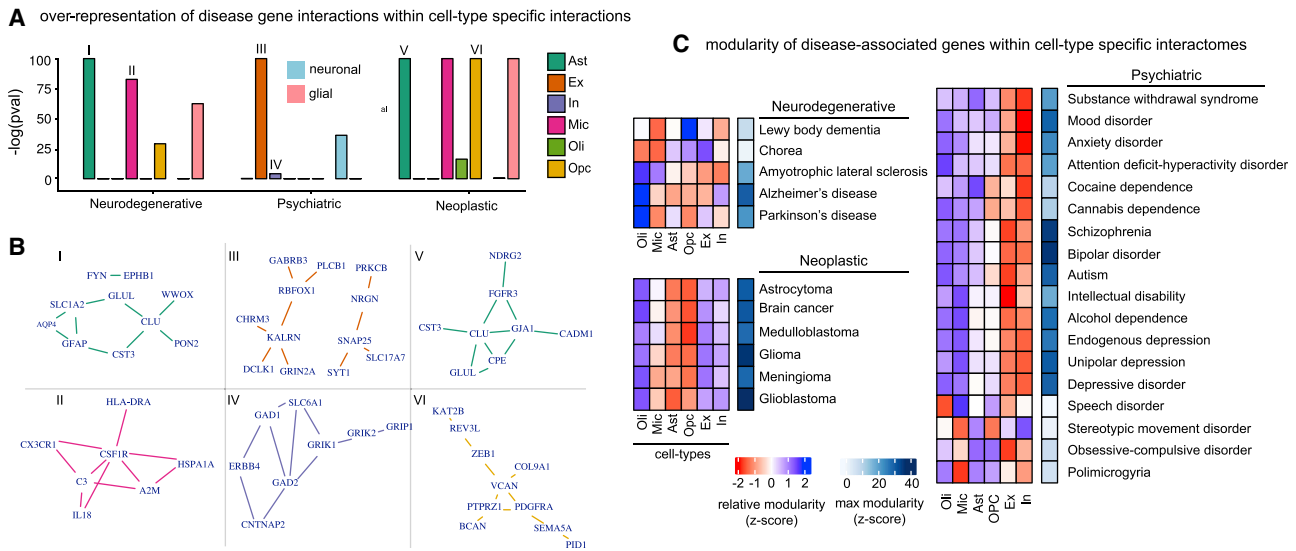 A over-representation of disease gene interactions within cell-type specific interactions
-log(pval)
100
75
50
25
0
I
II
III
IV
neuronal
glial
100
75
50
25
0
al
V
VI
Ast
Ex
In
Mic
Oli
Opc
Neurodegenerative
Psychiatric
Neoplastic
B
I
FYN
EPHB1
SLC1A2
GLUL
WWOX
AQP4
CLU
GFAP
CST3
PON2
III
GABRB3
PLCB1
PRKCB
RBFOX1
NRGN
CHRM3
KALRN
SNAP25
SLC17A7
DCLK1
GRIN2A
SYT1
V
NDRG2
FGFR3
CST3
CLU
GJA1
CADM1
CPE
GLUL
II
HLA-DRA
CX3CR1
CSF1R
HSPA1A
C3
A2M
IL18
IV
SLC6A1
GAD1
GRIK1
GRIK2
GRIP1
ERBB4
GAD2
CNTNAP2
VI
KAT2B
REV3L
ZEB1
COL9A1
VCAN
PTPRZ1
PDGFRA
BCAN
SEMA5A
PID1
C modularity of disease-associated genes within cell-type specific interactomes
Neurodegenerative
Lewy body dementia
Chorea
Amyotrophic lateral sclerosis
Alzheimer's disease
Parkinson's disease
Oli
Mic
Ast
Opc
Ex
In
Neoplastic
Astrocytoma
Brain cancer
Medulloblastoma
Glioma
Meningioma
Glioblastoma
Oli
Mic
Ast
Opc
Ex
In
cell-types
-2 -1 0 1 2
relative modularity
(z-score)
0 20 40
max modularity
(z-score)
Psychiatric
Substance withdrawal syndrome
Mood disorder
Anxiety disorder
Attention deficit-hyperactivity disorder
Cocaine dependence
Cannabis dependence
Schizophrenia
Bipolar disorder
Autism
Intellectual disability
Alcohol dependence
Endogenous depression
Unipolar depression
Depressive disorder
Speech disorder
Stereotypic movement disorder
Obsessive-compulsive disorder
Polimicrogyria
Oli
Mic
Ast
OPC
Ex
In